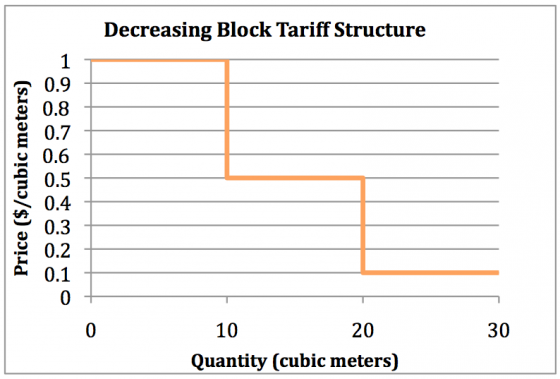 Decreasing Block Tariff Structure
Price ($/cubic meters)
1
0.9
0.8
0.7
0.6
0.5
0.4
0.3
0.2
0.1
0
0 10 20 30
Quantity (cubic meters)